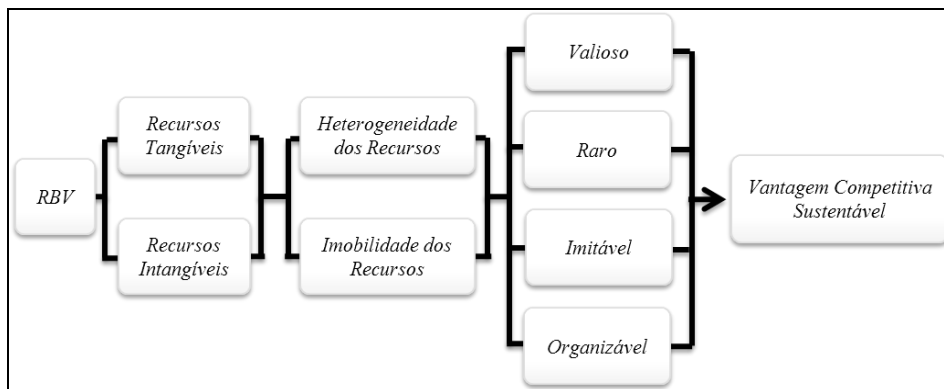 RBV
Recursos
Tangíveis
Recursos
Intangíveis
Heterogeneidade
dos Recursos
Imobilidade dos
Recursos
Valioso
Raro
Imitável
Organizável
Vantagem Competitiva
Sustentável